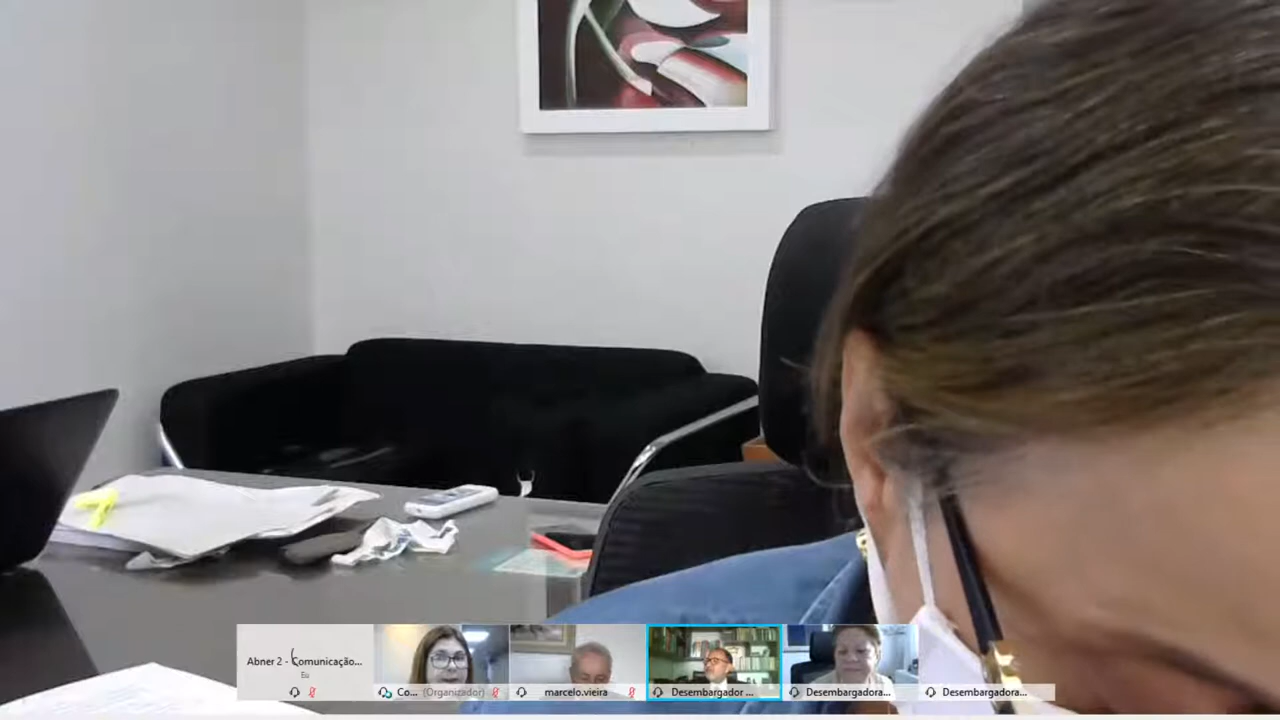 Abner 2 - Comunicação...
Eu
Co... (Organizador)
marcelo.vieira
Desembargador ...
Desembargadora...
Desembargadora...